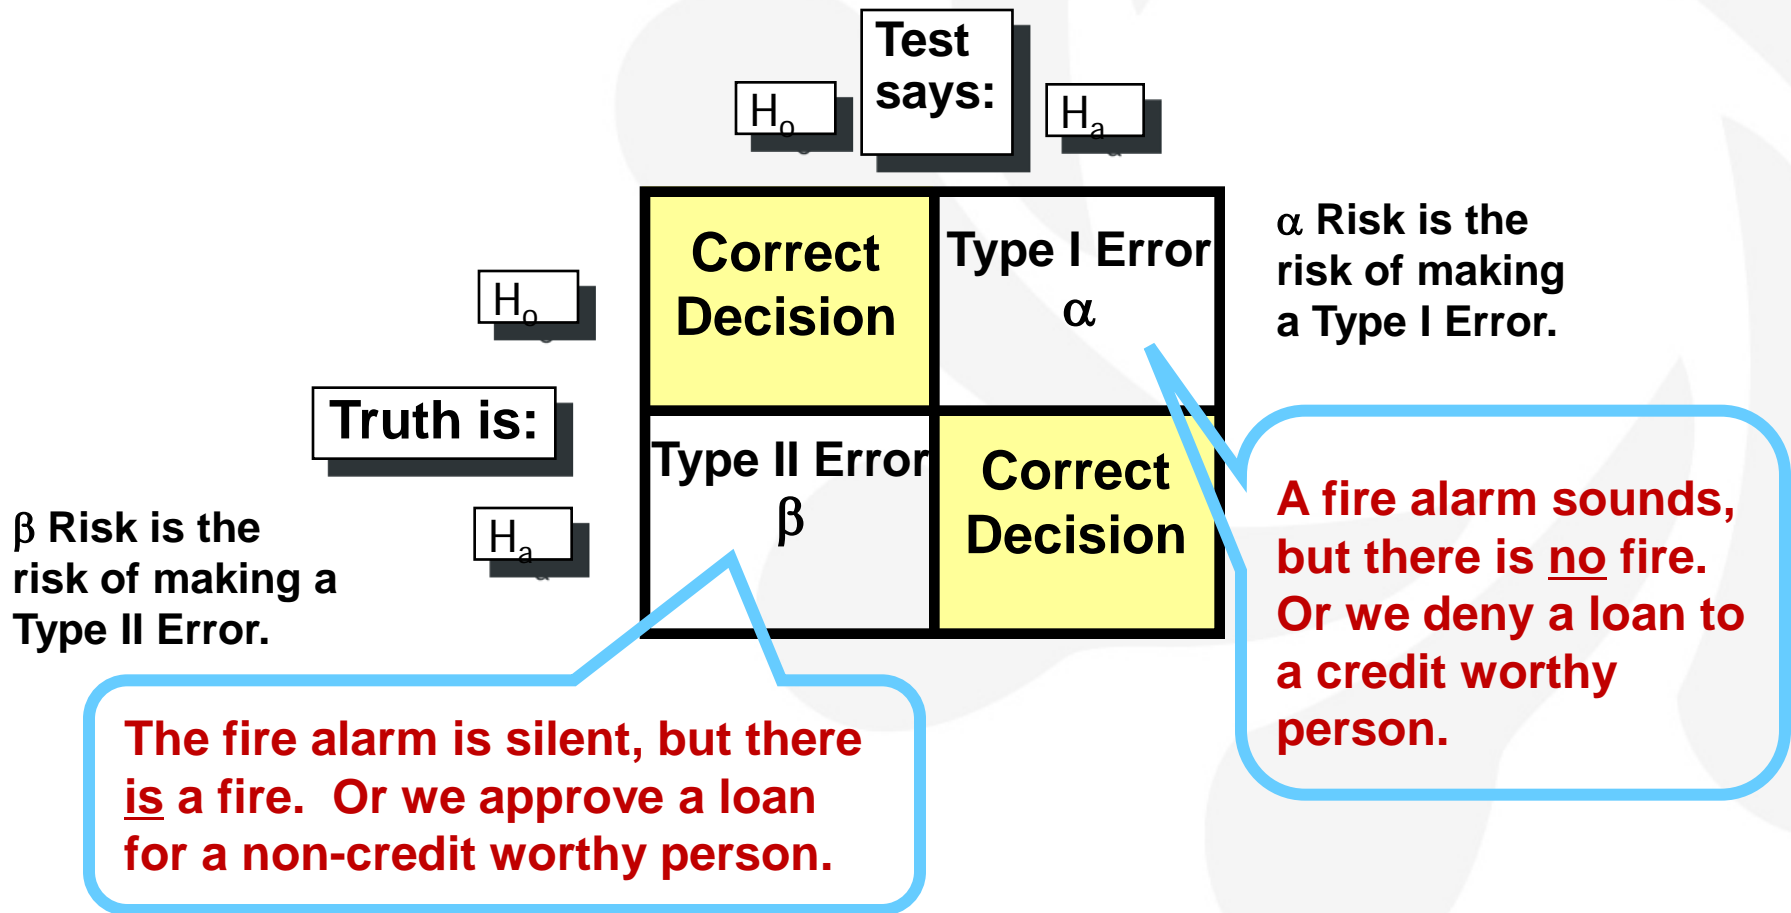 Test
says:
Ho
Ha
Correct
Decision
Type I Error
α
α Risk is the
risk of making
a Type I Error.
Ho
Truth is:
Ha
Type II Error
β
Correct
Decision
β Risk is the
risk of making a
Type II Error.
A fire alarm sounds,
but there is no fire.
Or we deny a loan to
a credit worthy
person.
The fire alarm is silent, but there
is a fire. Or we approve a loan
for a non-credit worthy person.